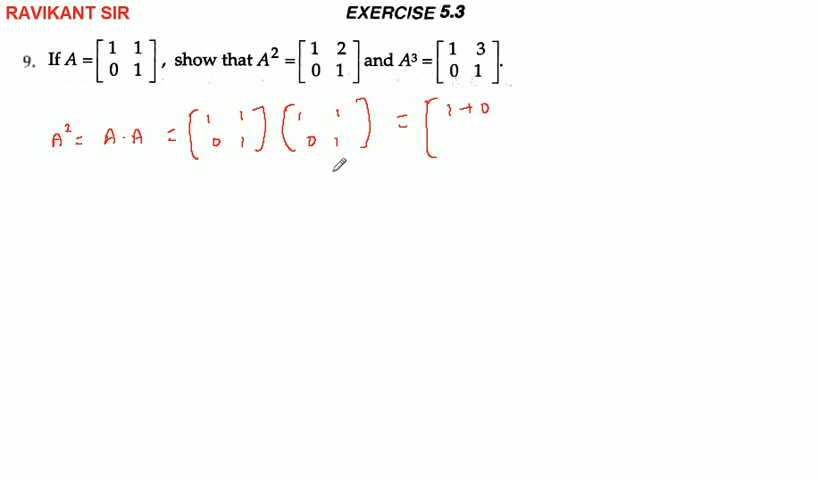 RAVIKANT SIR EXERCISE 5.3
9. If A = [1 1; 0 1], show that A² = [1 2; 0 1] and A³ = [1 3; 0 1].
A² = A · A = [1 1; 0 1] [1 1; 0 1] = [1+0